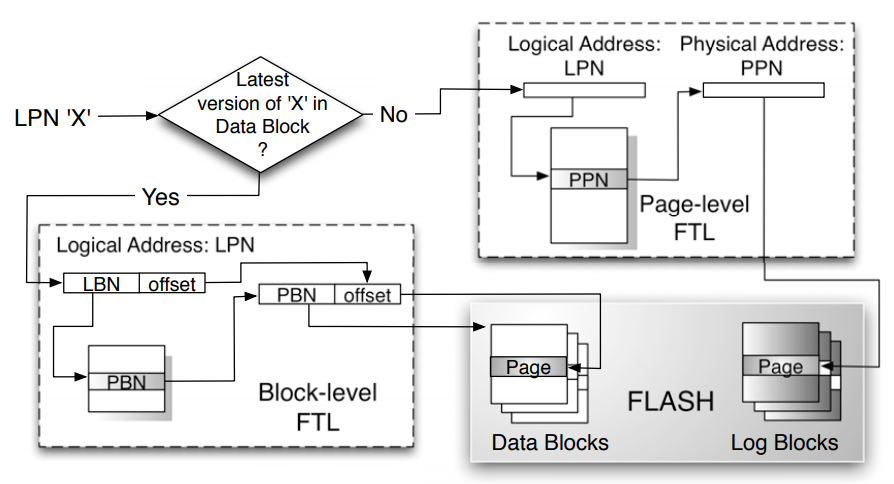 LPN 'X'
Latest
version of 'X' in
Data Block
?
No
Yes
Logical Address:
LPN
Physical Address:
PPN
PPN
Page-level
FTL
Logical Address: LPN
LBN offset
PBN offset
PBN
Block-level
FTL
Page
Data Blocks
FLASH
Page
Log Blocks